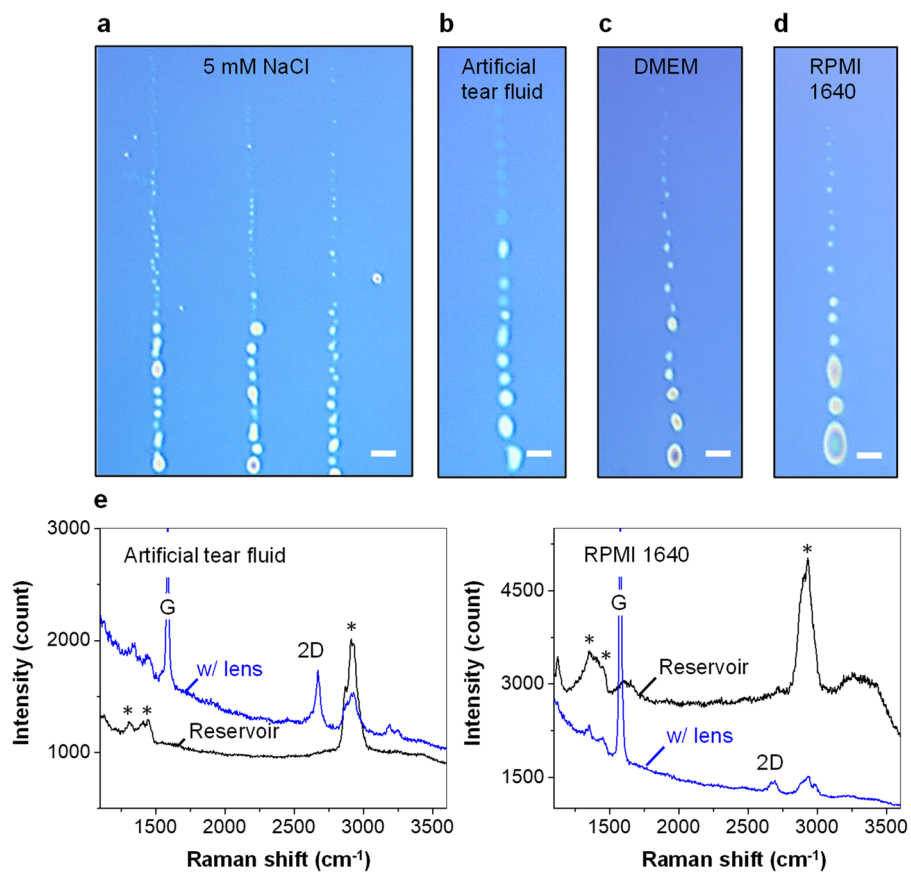 a
b
c
d
5 mM NaCl
Artificial
tear fluid
DMEM
RPMI
1640
e
3000
2000
1000
Intensity (count)
Artificial tear fluid
G
*
2D
w/ lens
* *
Reservoir
1500
2000
2500
3000
3500
Raman shift (cm-1)
4500
3000
1500
Intensity (count)
RPMI 1640
*
G
* *
Reservoir
w/ lens
2D
1500
2000
2500
3000
3500
Raman shift (cm-1)